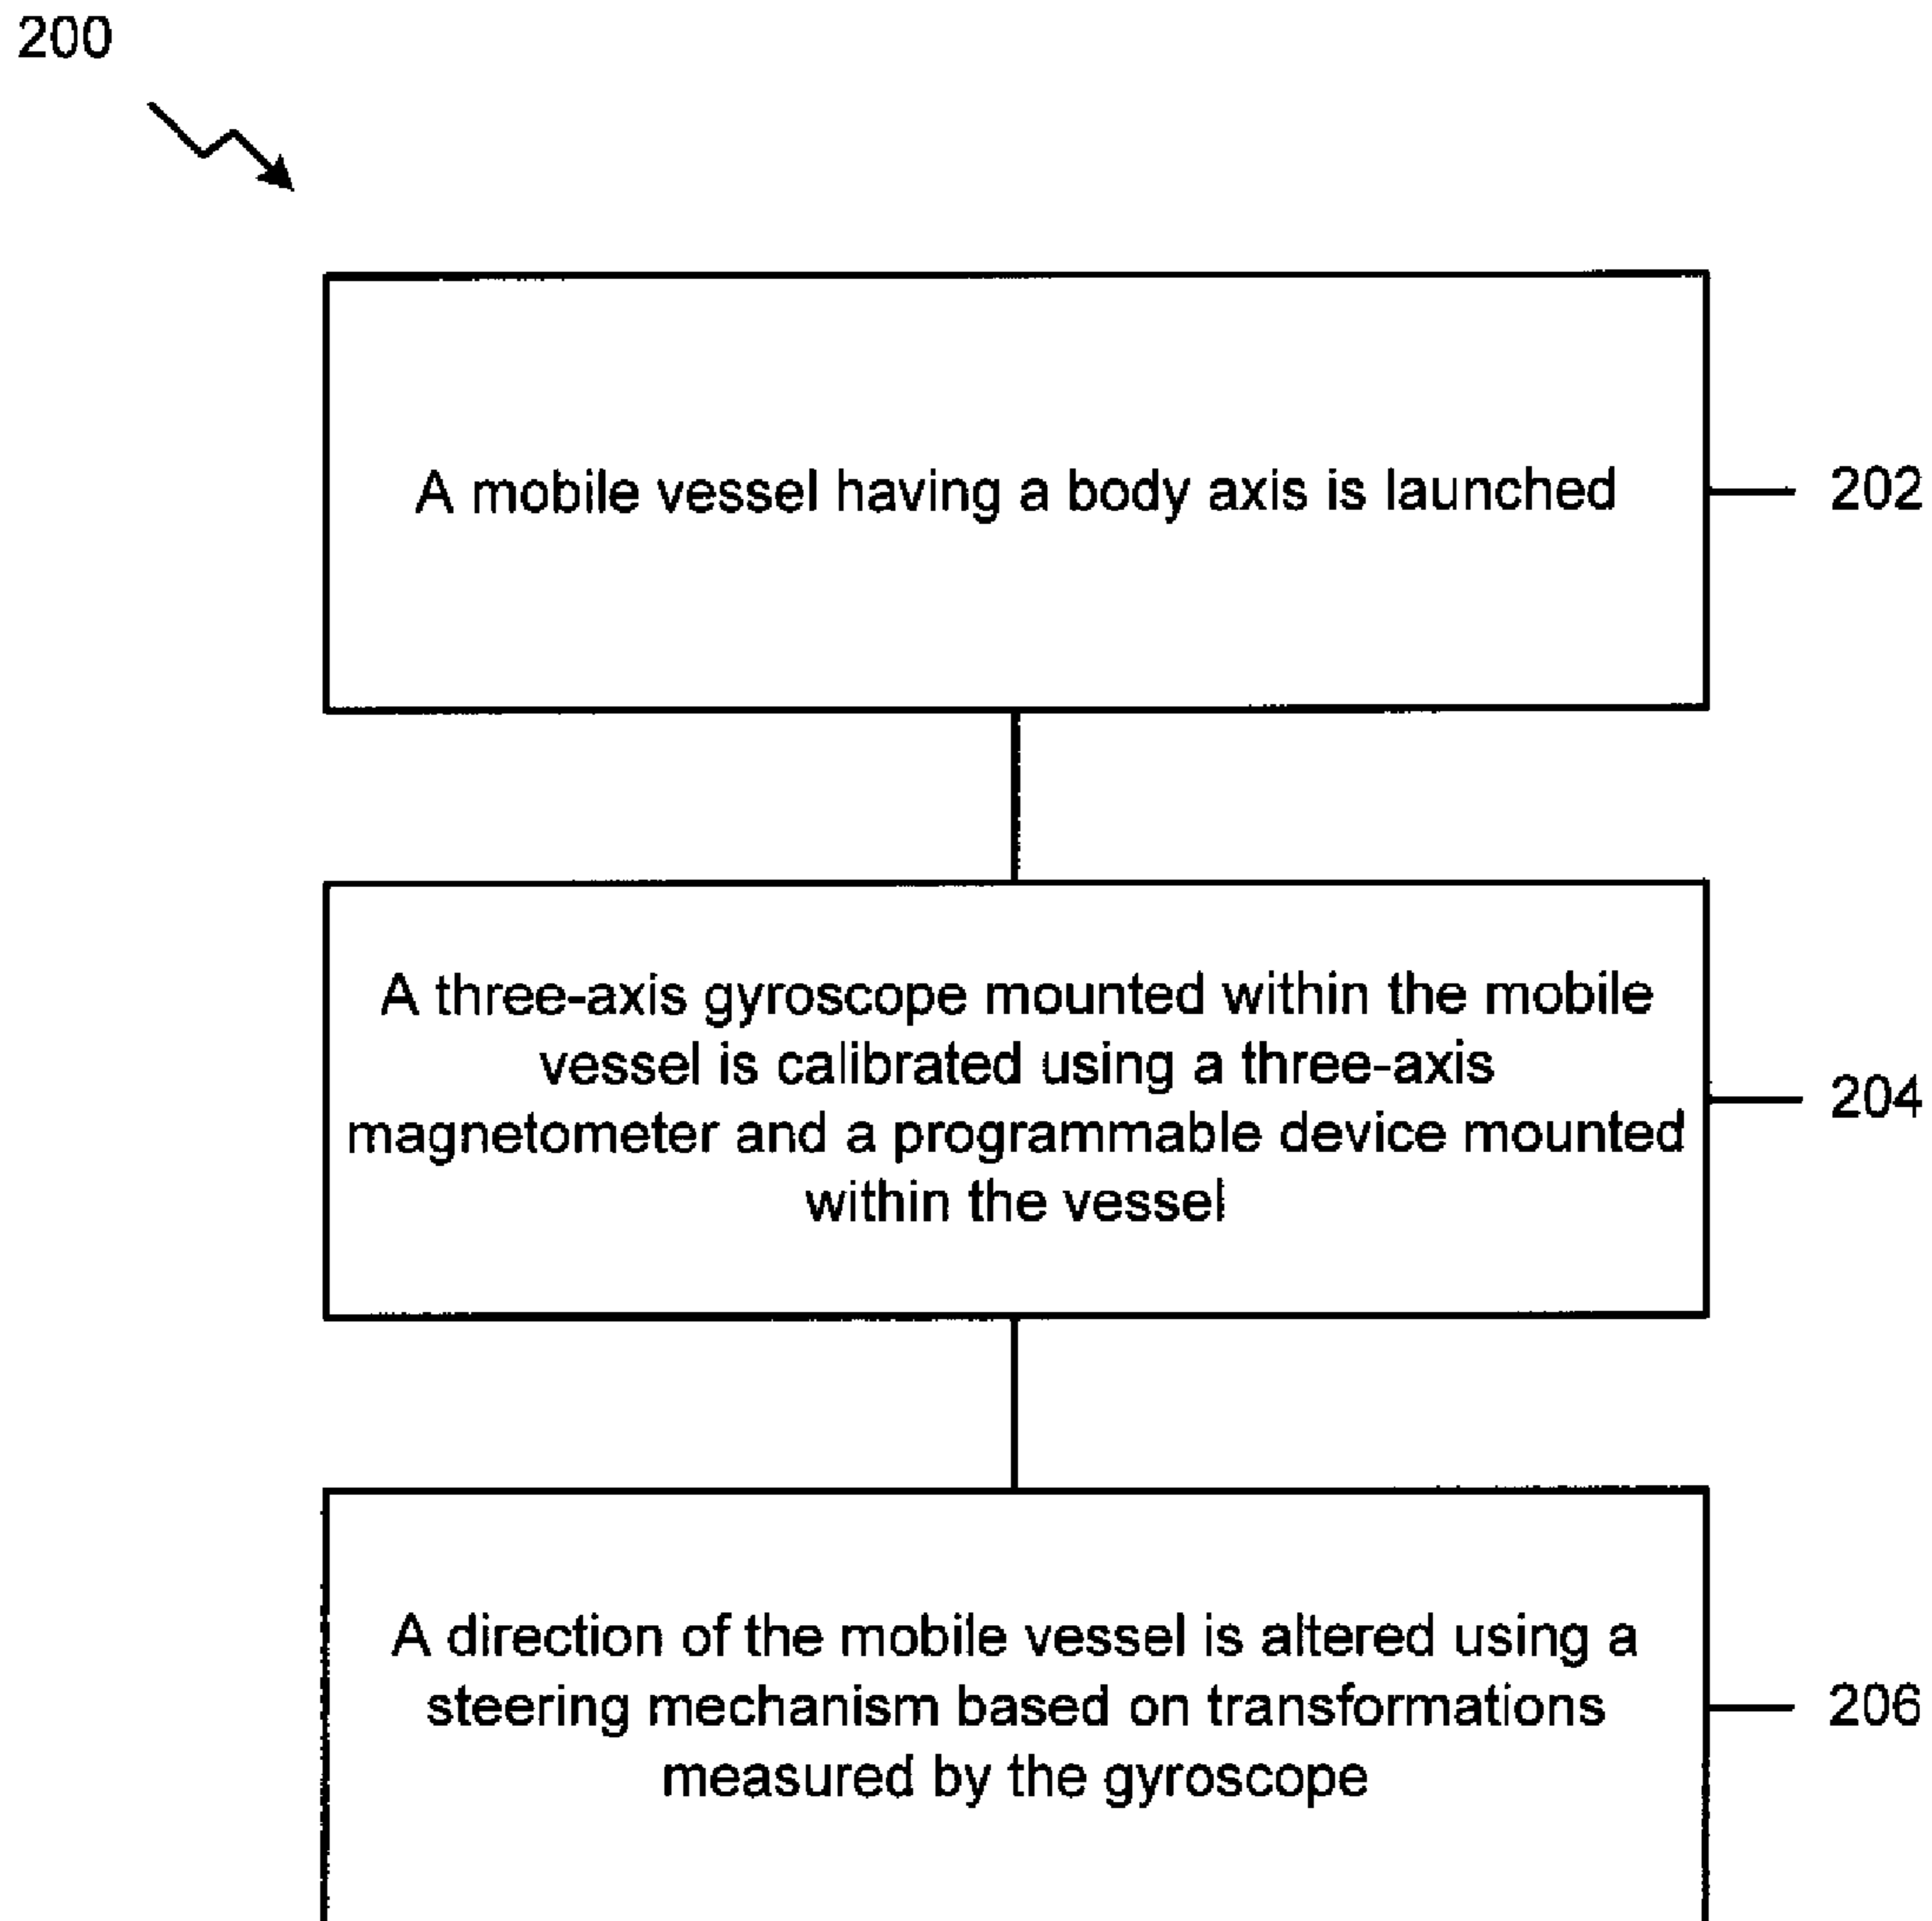 200
A mobile vessel having a body axis is launched
202
A three-axis gyroscope mounted within the mobile
vessel is calibrated using a three-axis
magnetometer and a programmable device mounted
within the vessel
204
A direction of the mobile vessel is altered using a
steering mechanism based on transformations
measured by the gyroscope
206